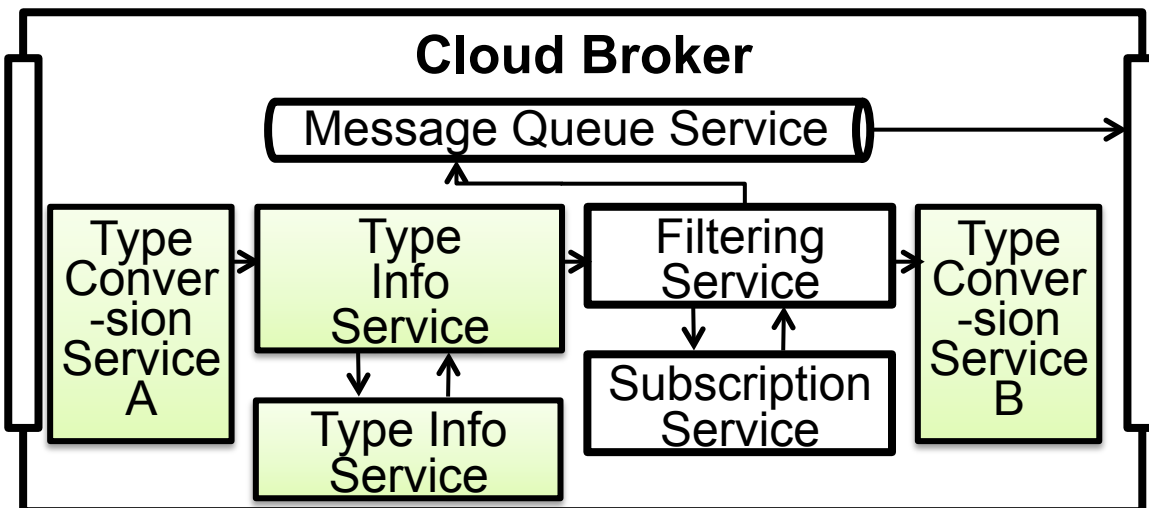 Cloud Broker
Message Queue Service
Type
Conver
-sion
Service
A
Type
Info
Service
Type Info
Service
Filtering
Service
Subscription
Service
Type
Conver
-sion
Service
B